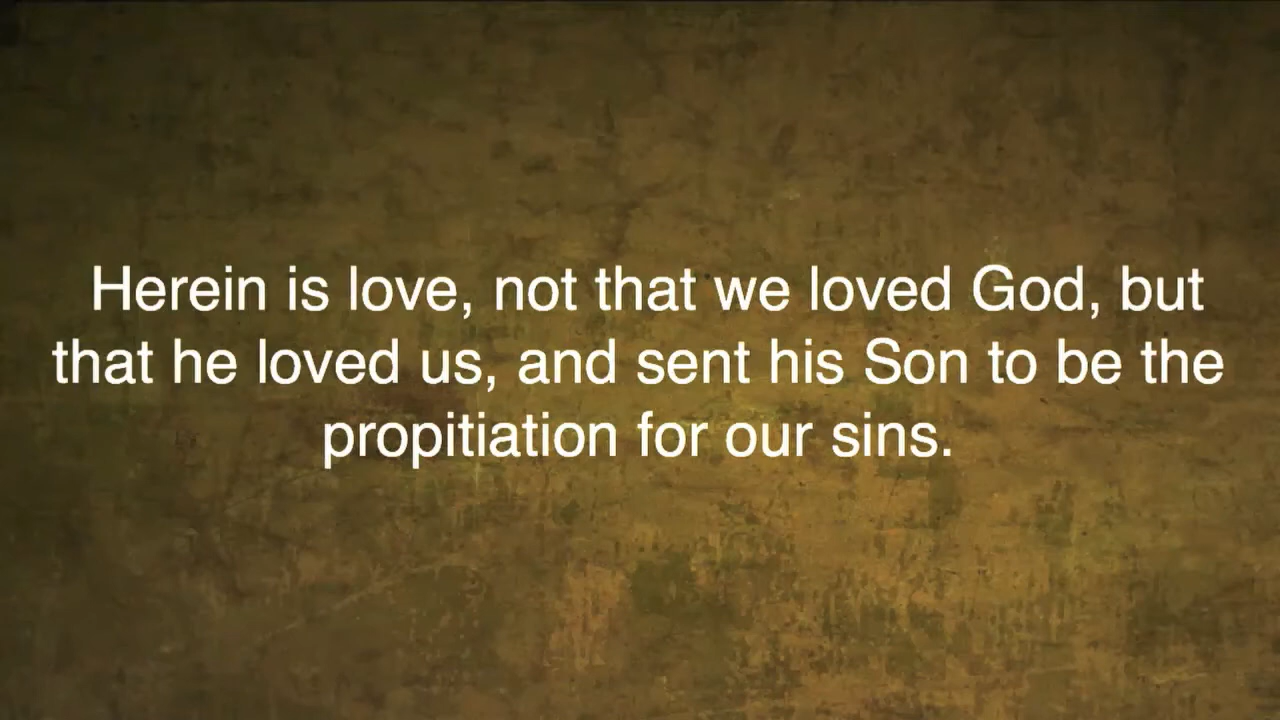 Herein is love, not that we loved God, but
that he loved us, and sent his Son to be the
propitiation for our sins.